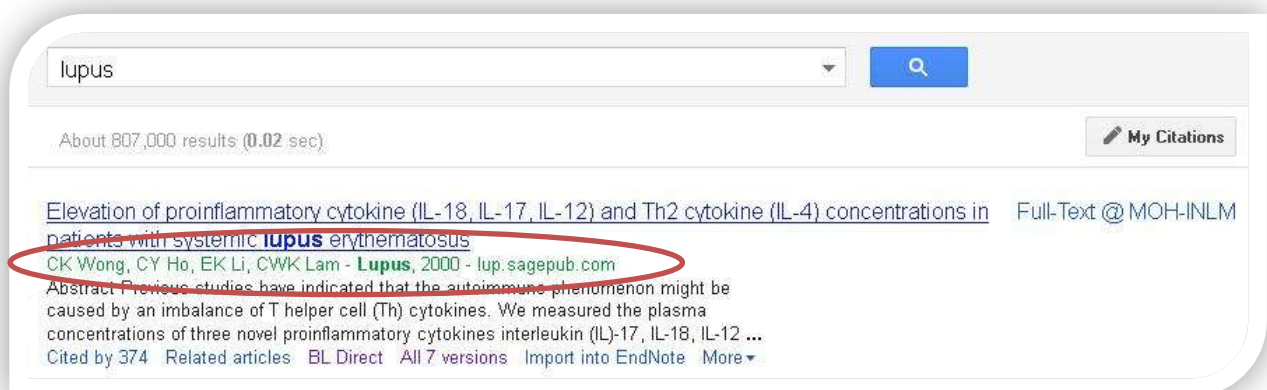 lupus
About 807,000 results (0.02 sec)
My Citations
Elevation of proinflammatory cytokine (IL-18, IL-17, IL-12) and Th2 cytokine (IL-4) concentrations in
patients with systemic lupus erythematosus
Full-Text @ MOH-INLM
CK Wong, CY Ho, EK Li, CWK Lam - Lupus, 2000 - lup.sagepub.com
Abstract Previous studies have indicated that the autoimmune phenomenon might be
caused by an imbalance of T helper cell (Th) cytokines. We measured the plasma
concentrations of three novel proinflammatory cytokines interleukin (IL)-17, IL-18, IL-12 ...
Cited by 374 Related articles BL Direct All 7 versions Import into EndNote More